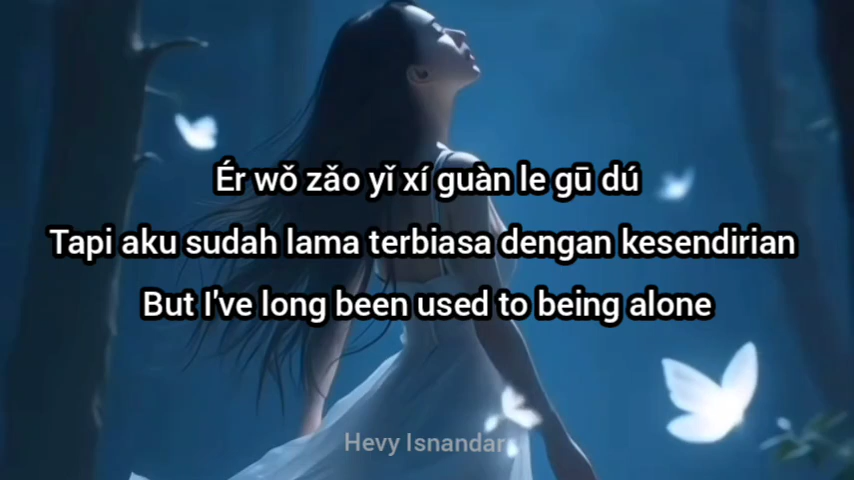 Ér wǒ zǎo yǐ xí guàn le gū dú
Tapi aku sudah lama terbiasa dengan kesendirian
But I've long been used to being alone
Hevy Isnandar